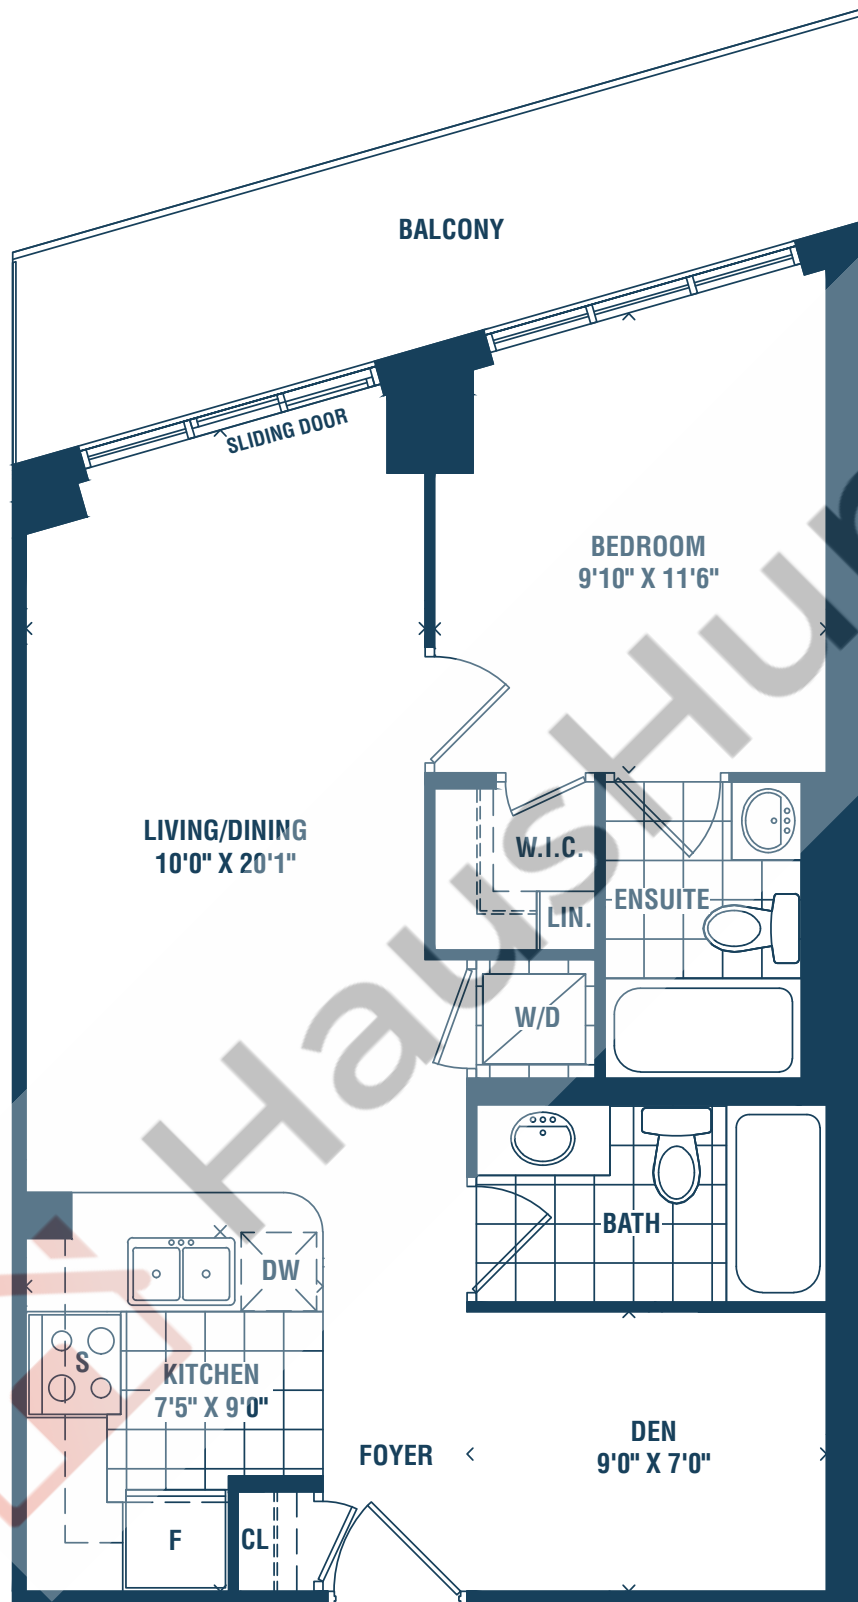 BALCONY
SLIDING DOOR
BEDROOM
9'10" X 11'6"
LIVING/DINING
10'0" X 20'1"
W.I.C.
LIN.
ENSUITE
W/D
BATH
DW
S
KITCHEN
7'5" X 9'0"
FOYER
DEN
9'0" X 7'0"
F
CL